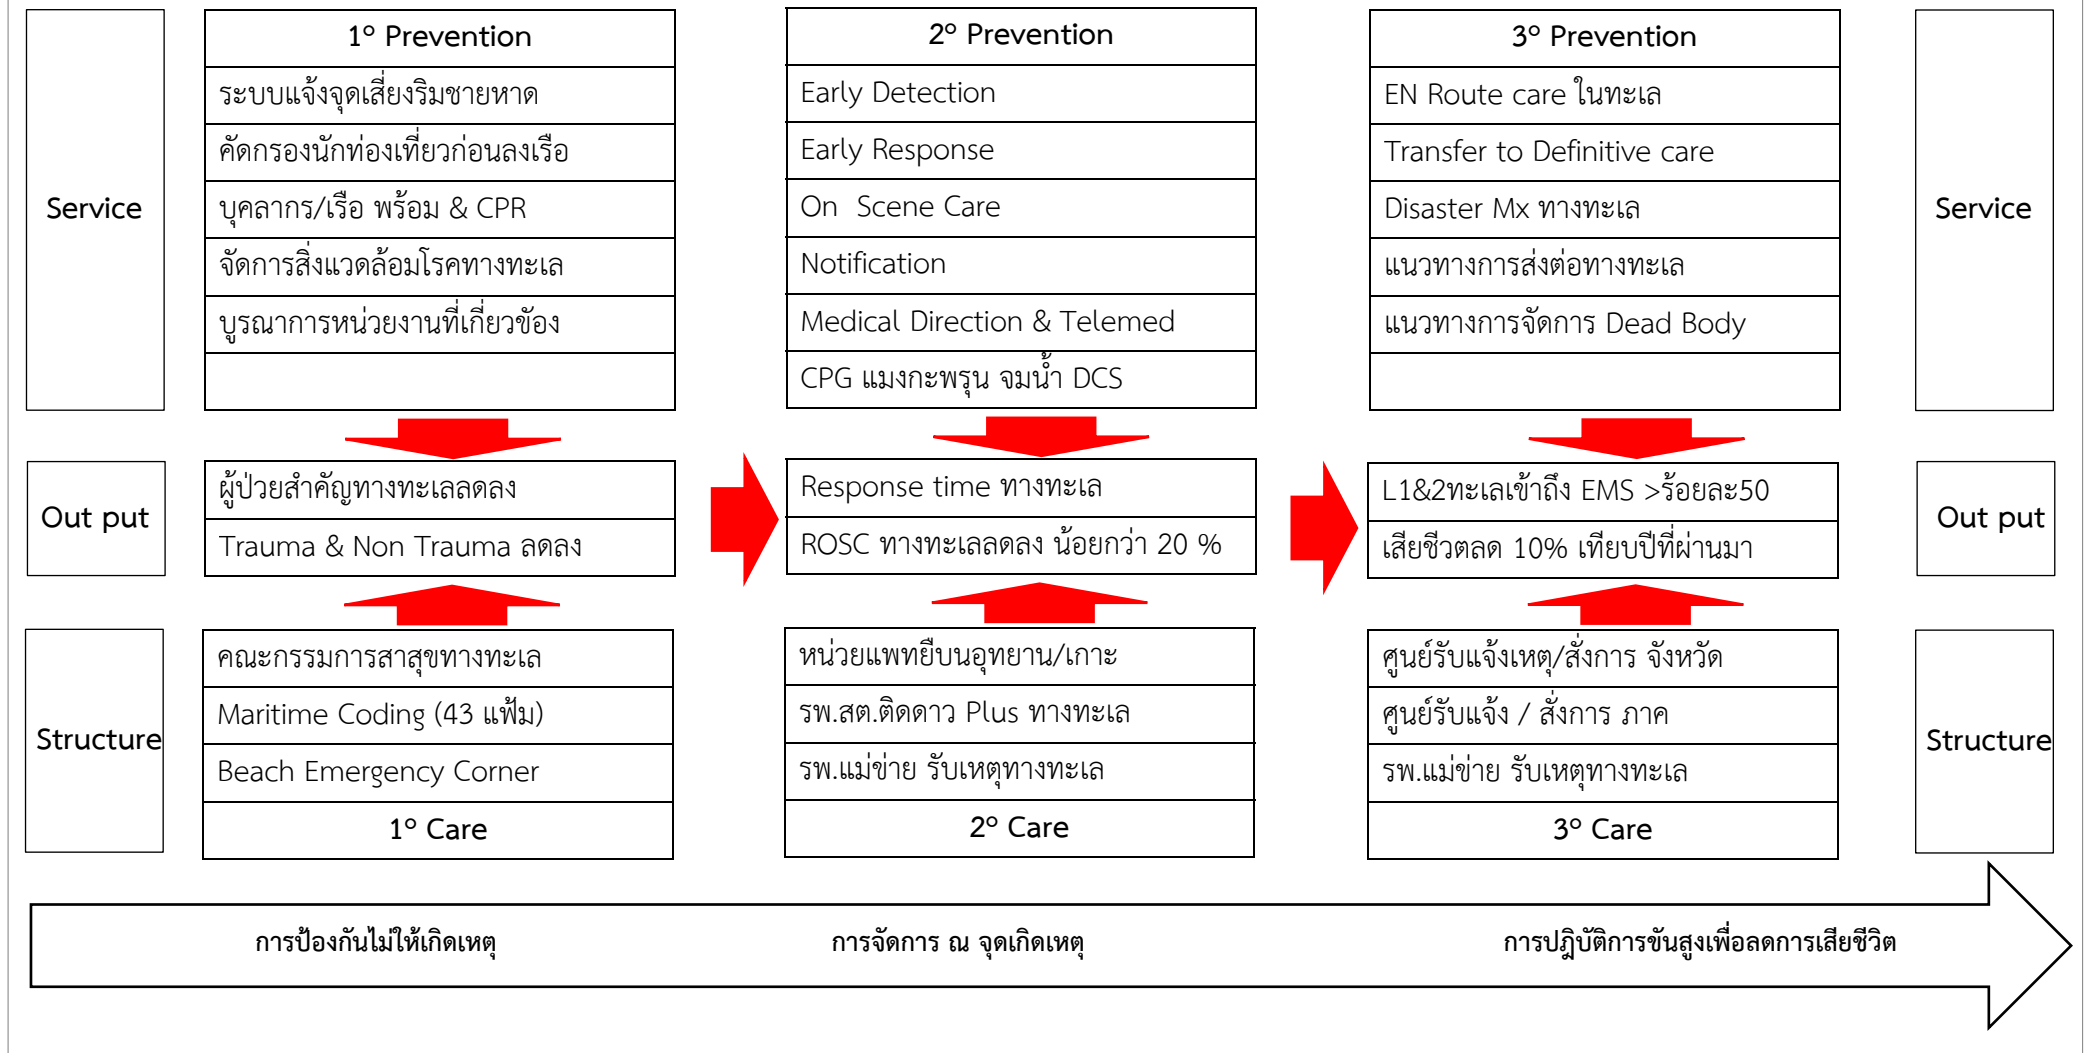 Service
1° Prevention
ระบบแจ้งจุดเสี่ยงริมชายหาด
คัดกรองนักท่องเที่ยวก่อนลงเรือ
บุคลากร/เรือ พร้อม & CPR
จัดการสิ่งแวดล้อมโรคทางทะเล
บูรณาการหน่วยงานที่เกี่ยวข้อง
2° Prevention
Early Detection
Early Response
On  Scene Care
Notification
Medical Direction & Telemed
CPG แมงกะพรุน จมน้ำ DCS
3° Prevention
EN Route care ในทะเล
Transfer to Definitive care
Disaster Mx ทางทะเล
แนวทางการส่งต่อทางทะเล
แนวทางการจัดการ Dead Body
Service
Out put
ผู้ป่วยสำคัญทางทะเลลดลง
Trauma & Non Trauma ลดลง
Response time ทางทะเล
ROSC ทางทะเลลดลง น้อยกว่า 20 %
L1&2ทะเลเข้าถึง EMS >ร้อยละ50
เสียชีวตลด 10% เทียบปีที่ผ่านมา
Out put
Structure
คณะกรรมการสาสุขทางทะเล
Maritime Coding (43 แฟ้ม)
Beach Emergency Corner
1° Care
หน่วยแพทยืบนอุทยาน/เกาะ
รพ.สต.ติดดาว Plus ทางทะเล
รพ.แม่ข่าย รับเหตุทางทะเล
2° Care
ศูนย์รับแจ้งเหตุ/สั่งการ จังหวัด
ศูนย์รับแจ้ง / สั่งการ ภาค
รพ.แม่ข่าย รับเหตุทางทะเล
3° Care
Structure
การป้องกันไม่ให้เกิดเหตุ
การจัดการ ณ จุดเกิดเหตุ
การปฎิบัติการขันสูงเพื่อลดการเสียชีวิต